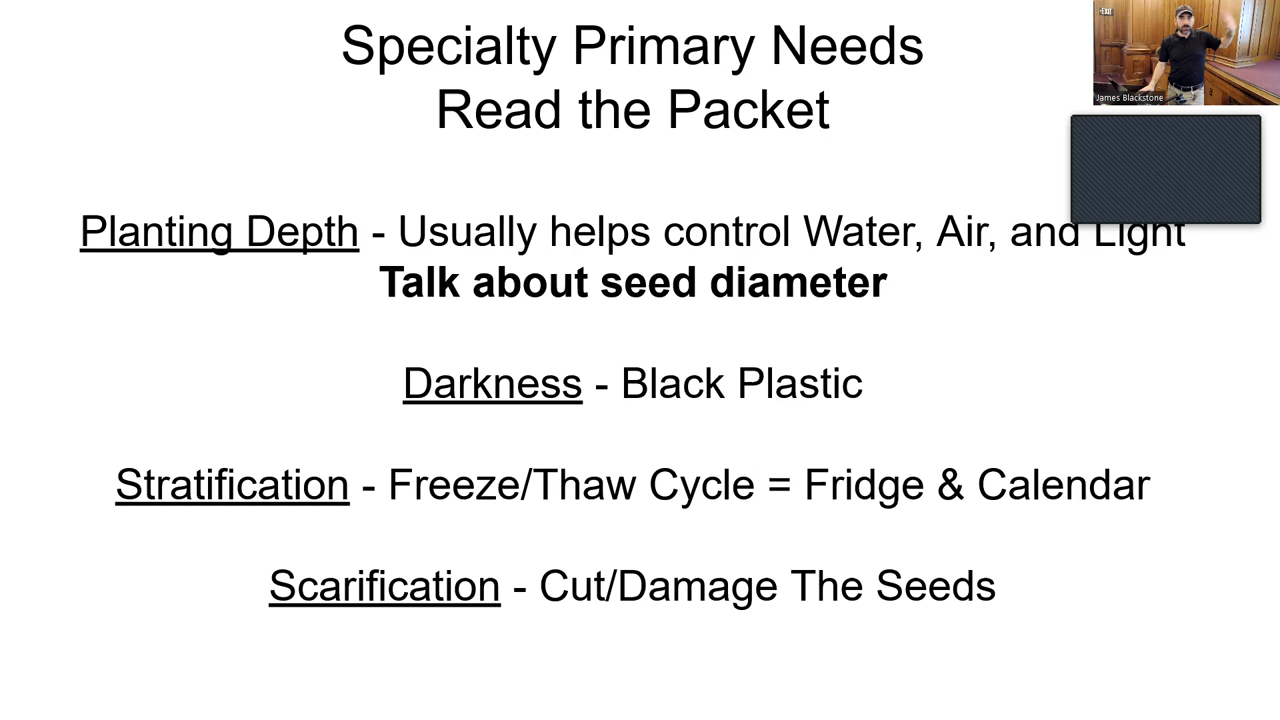 Specialty Primary Needs
Read the Packet
Exit
James Blackstone
Planting Depth - Usually helps control Water, Air, and Light
Talk about seed diameter
Darkness - Black Plastic
Stratification - Freeze/Thaw Cycle = Fridge & Calendar
Scarification - Cut/Damage The Seeds